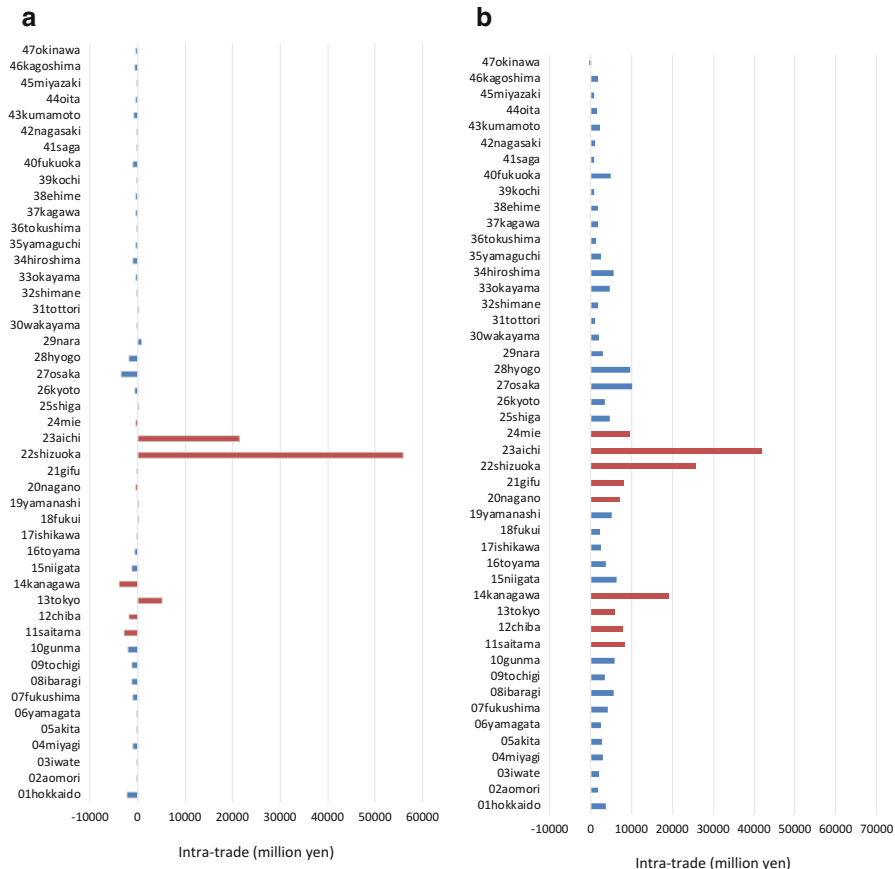 a
47okinawa
46kagoshima
45miyazaki
44oita
43kumamoto
42nagasaki
41saga
40fukuoka
39kochi
38ehime
37kagawa
36tokushima
35yamaguchi
34hiroshima
33okayama
32shimane
31tottori
30wakayama
29nara
28hyogo
27osaka
26kyoto
25shiga
24mie
23aichi
22shizuoka
21gifu
20nagano
19yamanashi
18fukui
17ishikawa
16toyama
15niigata
14kanagawa
13tokyo
12chiba
11saitama
10gunma
09tochigi
08ibaragi
07fukushima
06yamagata
05akita
04miyagi
03iwate
02aomori
01hokkaido
-10000 0 10000 20000 30000 40000 50000 60000
Intra-trade (million yen)
b
47okinawa
46kagoshima
45miyazaki
44oita
43kumamoto
42nagasaki
41saga
40fukuoka
39kochi
38ehime
37kagawa
36tokushima
35yamaguchi
34hiroshima
33okayama
32shimane
31tottori
30wakayama
29nara
28hyogo
27osaka
26kyoto
25shiga
24mie
23aichi
22shizuoka
21gifu
20nagano
19yamanashi
18fukui
17ishikawa
16toyama
15niigata
14kanagawa
13tokyo
12chiba
11saitama
10gunma
09tochigi
08ibaragi
07fukushima
06yamagata
05akita
04miyagi
03iwate
02aomori
01hokkaido
-10000 0 10000 20000 30000 40000 50000 60000 70000
Intra-trade (million yen)